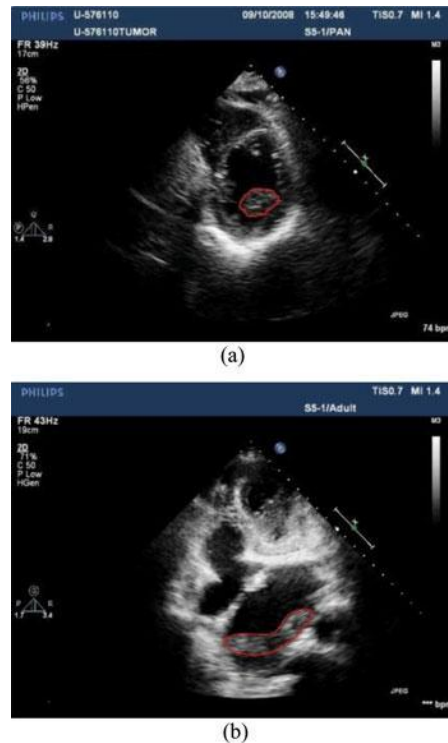 PHILIPS U-576110 09/10/2008 15:49:46 TIS0.7 MI 1.4
U-576110TUMOR S5-1/PAN
FR 39Hz
17cm
M3
2D
56%
C 50
P Low
HPen
JPEG
74 bpm
(a)
PHILIPS TIS0.7 MI 1.4
S5-1/Adult
FR 43Hz
19cm
M3
2D
71%
C 50
P Low
HGen
JPEG
*** bpm
(b)